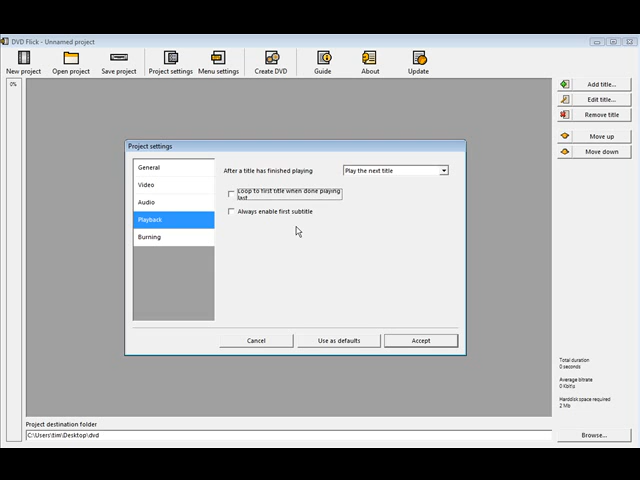 DVD Flick - Unnamed project
New project
Open project
Save project
Project settings
Menu settings
Create DVD
Guide
About
Update
0%
Add title...
Edit title...
Remove title
Move up
Move down
Project settings
General
Video
Audio
Playback
Burning
After a title has finished playing
Play the next title
Loop to first title when done playing
last
Always enable first subtitle
Cancel
Use as defaults
Accept
Total duration
0 seconds
Average bitrate
0 Kbit/s
Harddisk space required
2 Mb
Project destination folder
C:\Users\tim\Desktop\dvd
Browse...